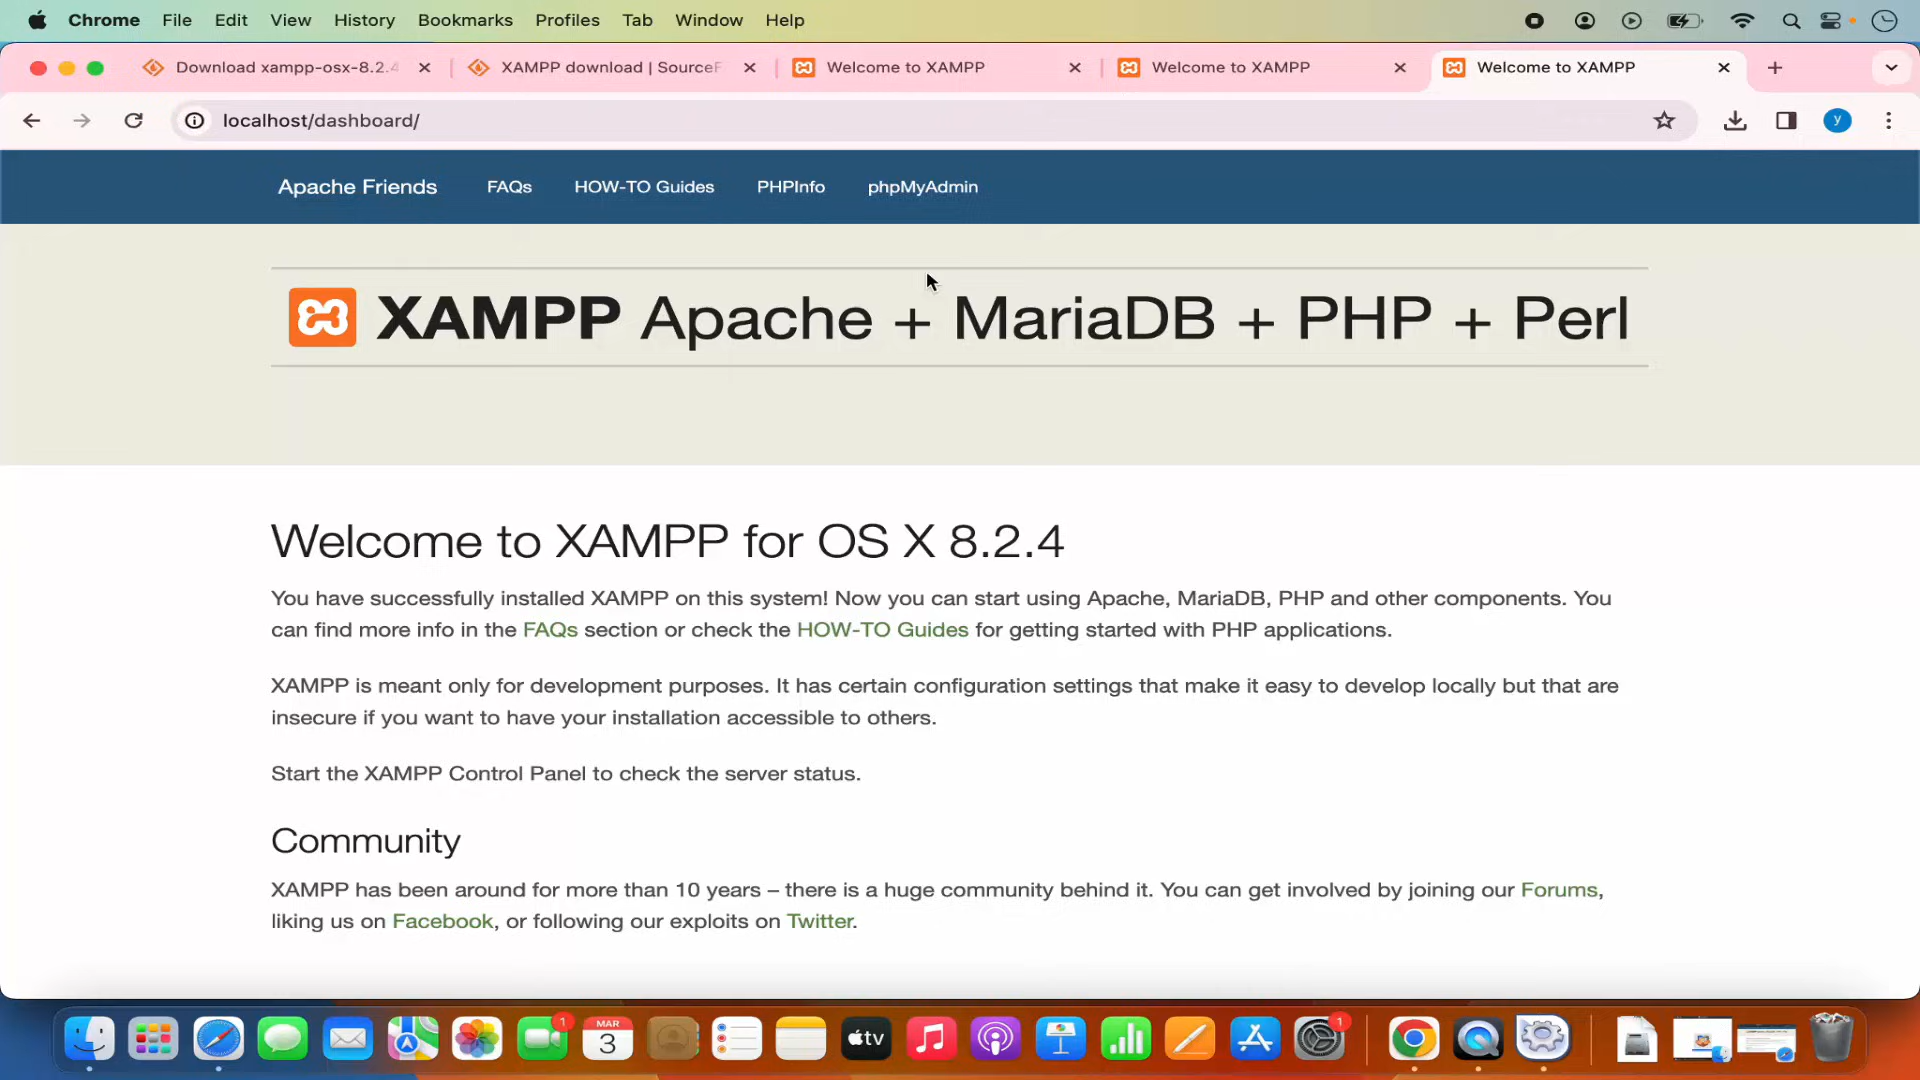 Chrome File Edit View History Bookmarks Profiles Tab Window Help
Download xampp-osx-8.2.4
XAMPP download | SourceF
Welcome to XAMPP
Welcome to XAMPP
Welcome to XAMPP
localhost/dashboard/
y
Apache Friends FAQs HOW-TO Guides PHPInfo phpMyAdmin
XAMPP Apache + MariaDB + PHP + Perl
Welcome to XAMPP for OS X 8.2.4
You have successfully installed XAMPP on this system! Now you can start using Apache, MariaDB, PHP and other components. You
can find more info in the FAQs section or check the HOW-TO Guides for getting started with PHP applications.
XAMPP is meant only for development purposes. It has certain configuration settings that make it easy to develop locally but that are
insecure if you want to have your installation accessible to others.
Start the XAMPP Control Panel to check the server status.
Community
XAMPP has been around for more than 10 years – there is a huge community behind it. You can get involved by joining our Forums,
liking us on Facebook, or following our exploits on Twitter.
1
MAR
3
tv
1